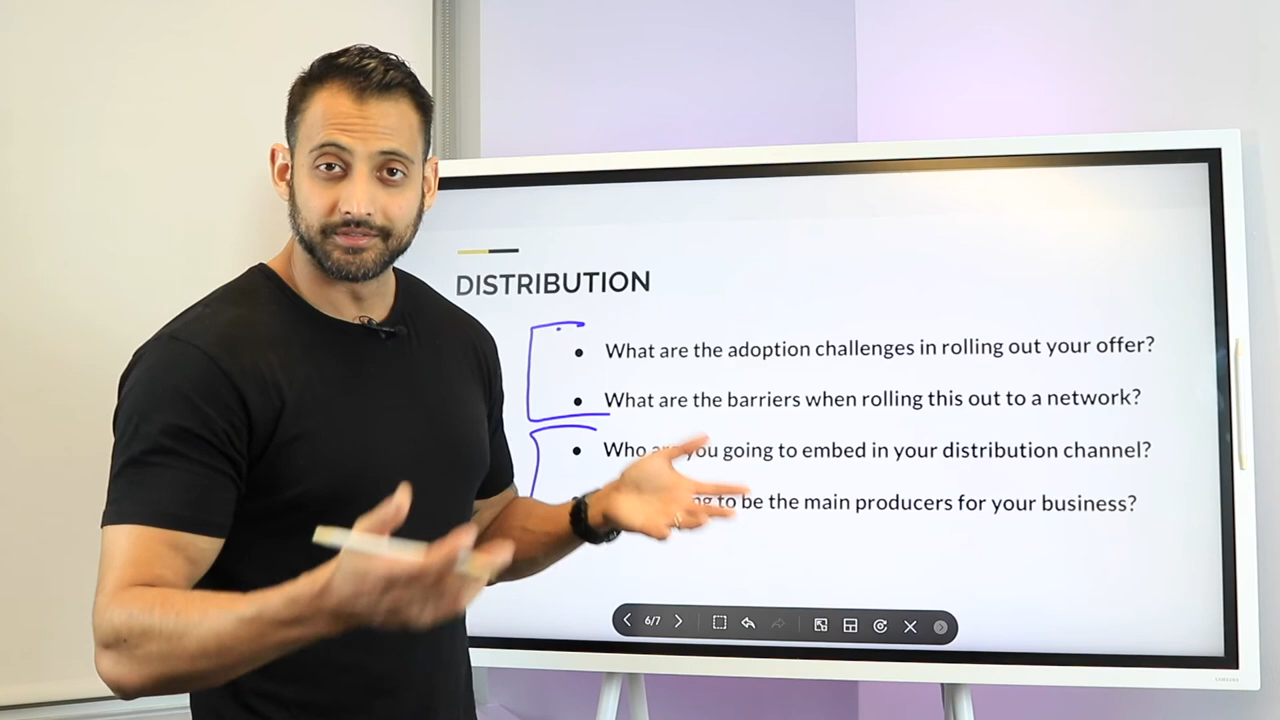 DISTRIBUTION
• What are the adoption challenges in rolling out your offer?
• What are the barriers when rolling this out to a network?
• Who are you going to embed in your distribution channel?
to be the main producers for your business?
6/7
SAMSUNG